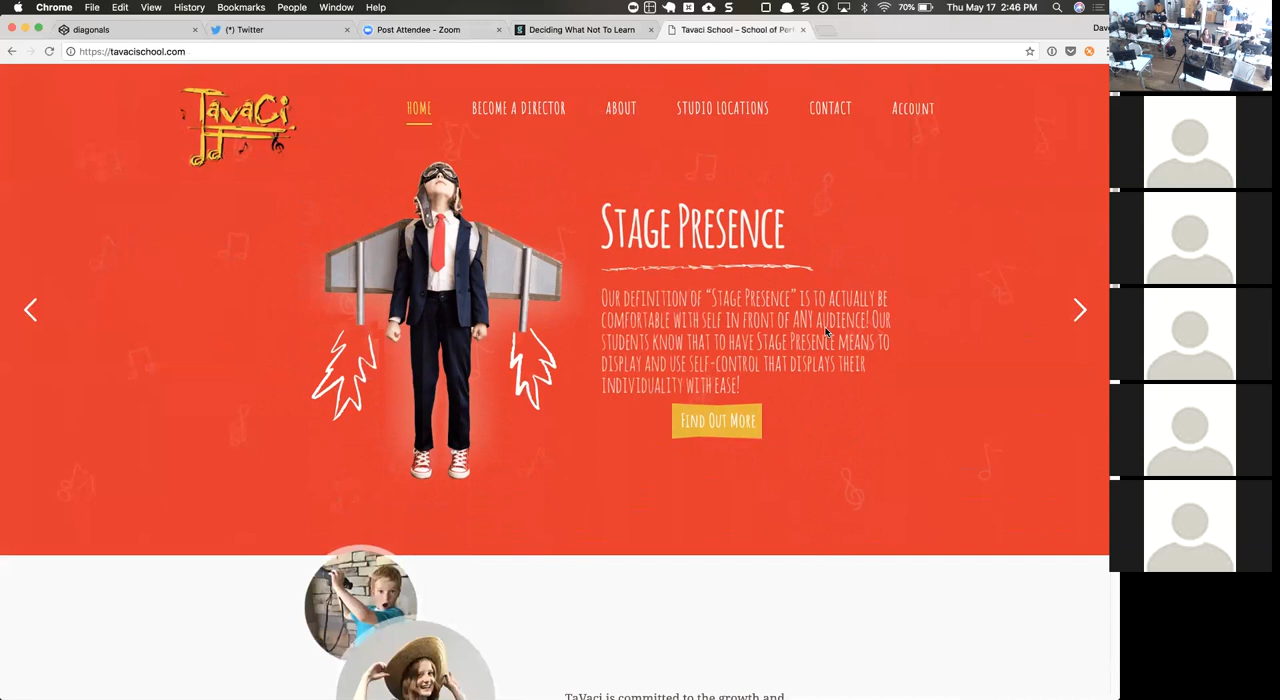 Chrome File Edit View History Bookmarks People Window Help 70% Thu May 17 2:46 PM
diagonals
(*) Twitter
Post Attendee - Zoom
Deciding What Not To Learn
Tavaci School – School of Per
Dav
https://tavacischool.com
TavaCi
HOME
BECOME A DIRECTOR
ABOUT
STUDIO LOCATIONS
CONTACT
ACCOUNT
STAGE PRESENCE
OUR DEFINITION OF “STAGE PRESENCE” IS TO ACTUALLY BE
COMFORTABLE WITH SELF IN FRONT OF ANY AUDIENCE! OUR
STUDENTS KNOW THAT TO HAVE STAGE PRESENCE MEANS TO
DISPLAY AND USE SELF-CONTROL THAT DISPLAYS THEIR
INDIVIDUALITY WITH EASE!
FIND OUT MORE
TaVaci is committed to the growth and